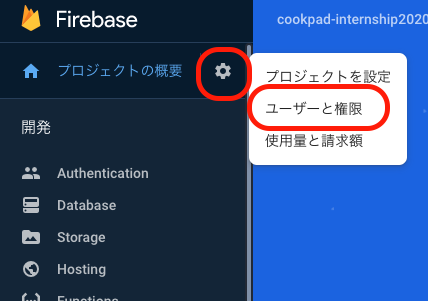 Firebase
cookpad-internship2020
プロジェクトの概要
プロジェクトを設定
ユーザーと権限
使用量と請求額
開発
Authentication
Database
Storage
Hosting
Functions